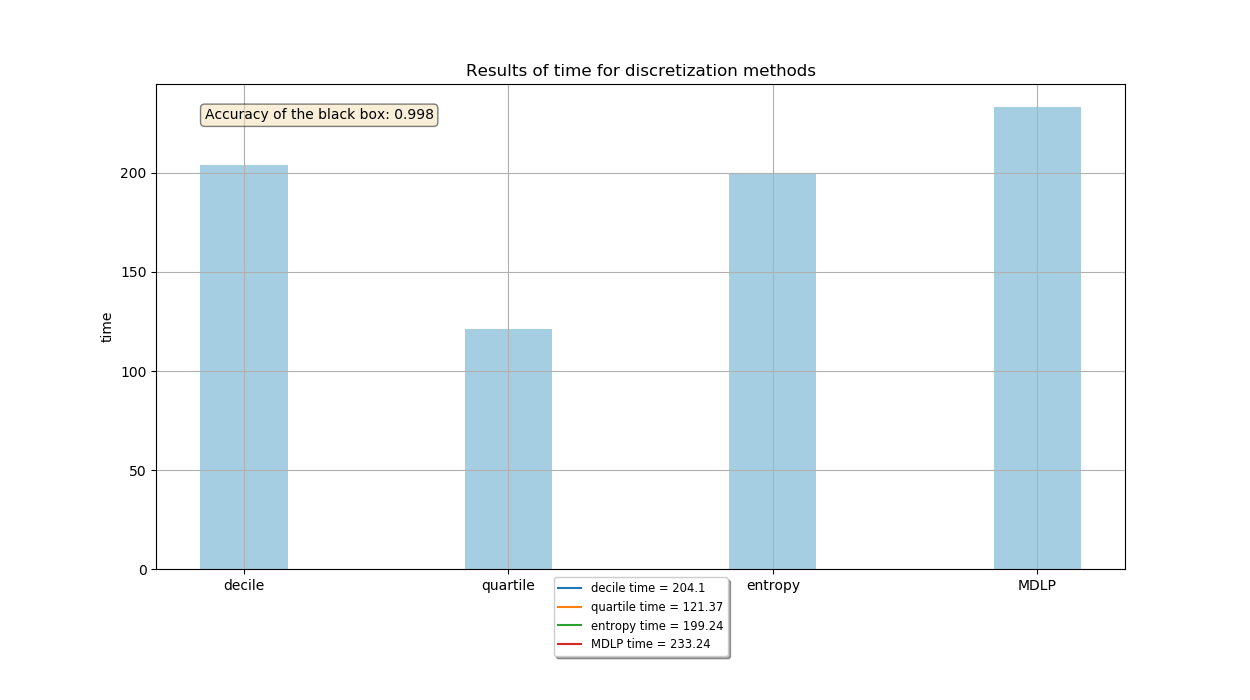 Results of time for discretization methods
Accuracy of the black box: 0.998
200
150
100
50
0
time
decile
quartile
entropy
MDLP
decile time = 204.1
quartile time = 121.37
entropy time = 199.24
MDLP time = 233.24